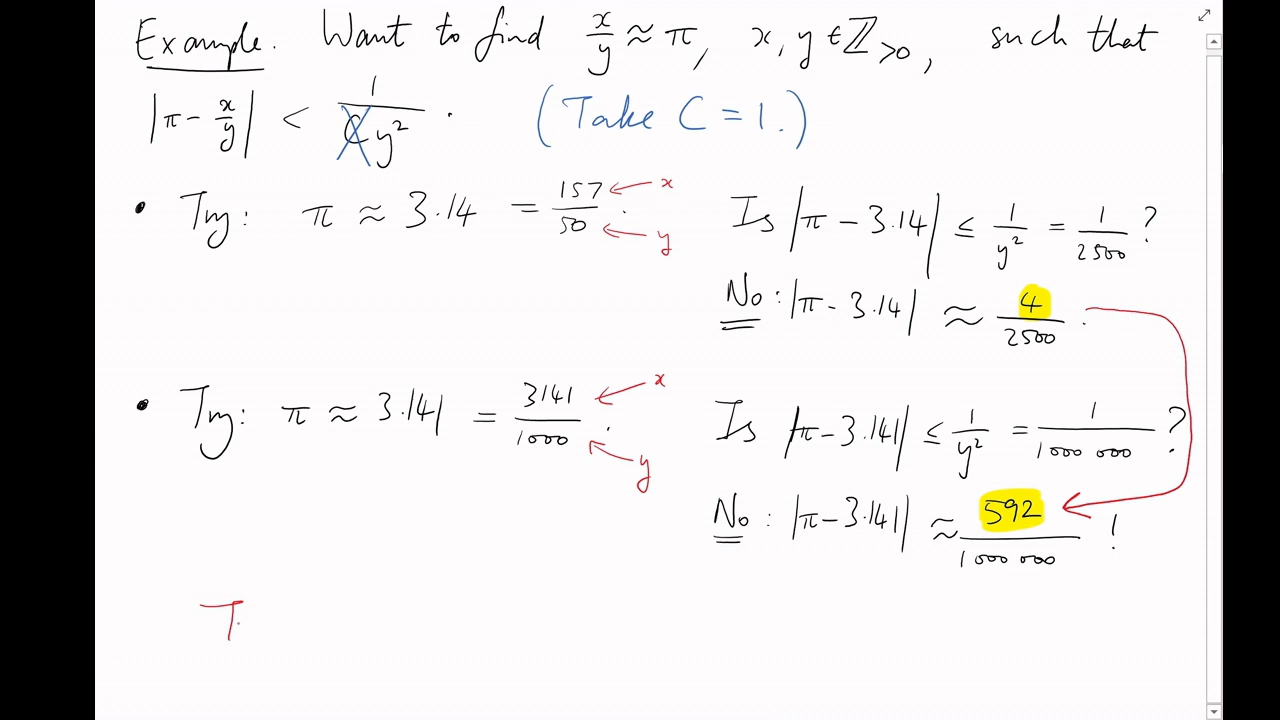 Example. Want to find x/y ≈ π, x, y ∈ ℤ>0, such that
|π − x/y| < 1/(C y²). (Take C = 1.)
• Try: π ≈ 3.14 = 157/50. ← x ← y Is |π − 3.14| ≤ 1/y² = 1/2500 ?
No: |π − 3.14| ≈ 4/2500.
• Try: π ≈ 3.141 = 3141/1000. ← x ← y Is |π − 3.141| ≤ 1/y² = 1/1000 000 ?
No: |π − 3.141| ≈ 592/1000 000 !
T